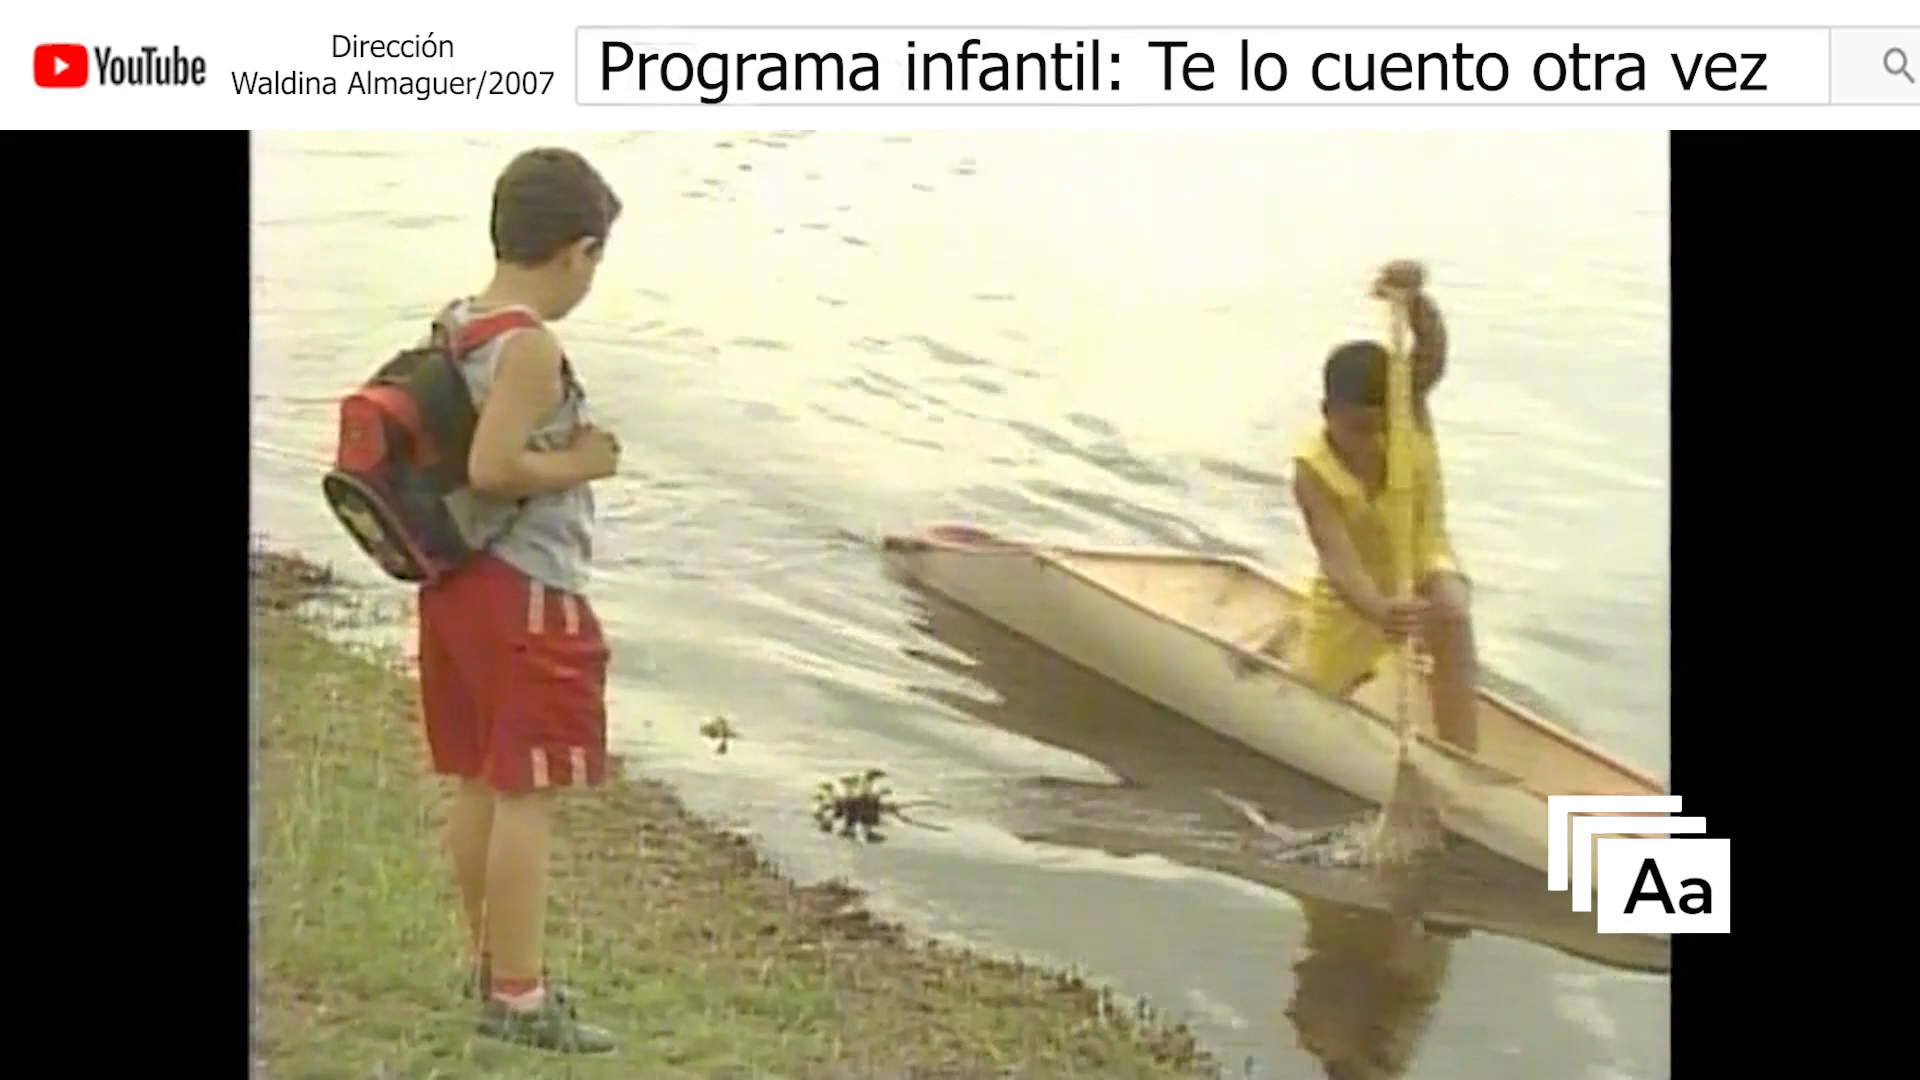 YouTube
Dirección
Waldina Almaguer/2007
Programa infantil: Te lo cuento otra vez
Aa